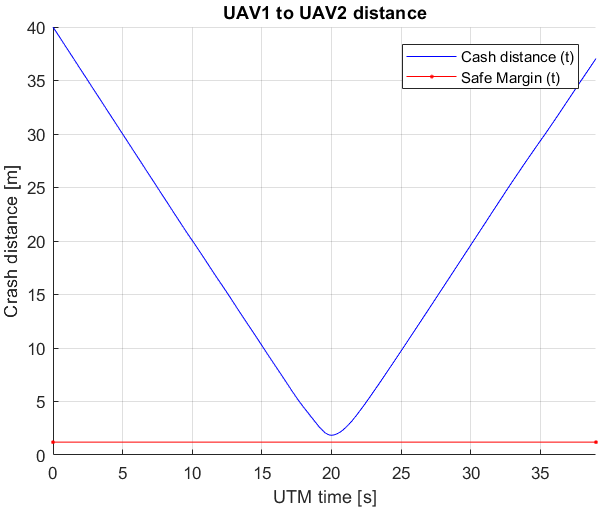 UAV1 to UAV2 distance
Cash distance (t)
Safe Margin (t)
Crash distance [m]
40
35
30
25
20
15
10
5
0
0 5 10 15 20 25 30 35
UTM time [s]